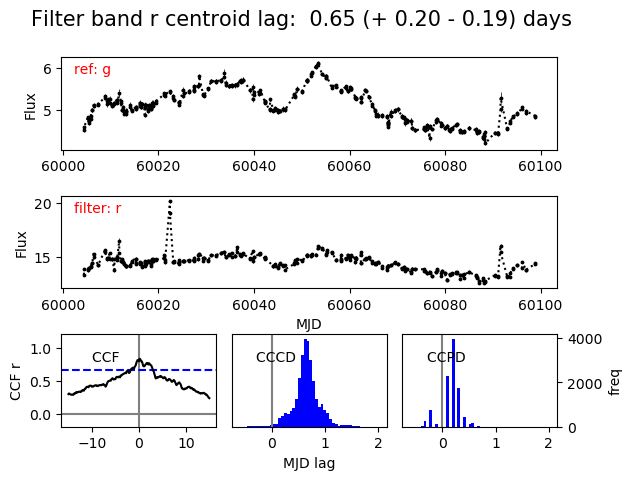 Filter band r centroid lag:  0.65 (+ 0.20 - 0.19) days
ref: g
Flux
6
5
60000 60020 60040 60060 60080 60100
filter: r
Flux
20
15
60000 60020 60040 60060 60080 60100
MJD
CCF
CCCD
CCPD
CCF r
1.0
0.5
0.0
4000
2000
0
freq
−10 0 10
0 1 2
0 1 2
MJD lag